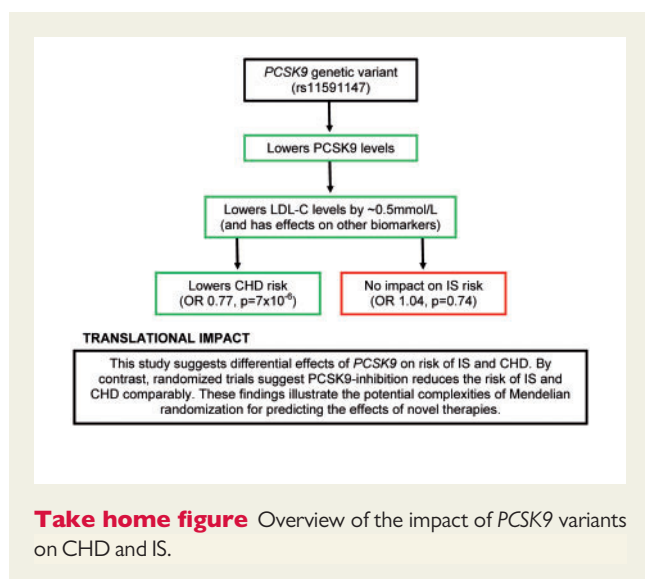 PCSK9 genetic variant
(rs11591147)
Lowers PCSK9 levels
Lowers LDL-C levels by ~0.5mmol/L
(and has effects on other biomarkers)
Lowers CHD risk
(OR 0.77, p=7x10⁻⁶)
No impact on IS risk
(OR 1.04, p=0.74)
TRANSLATIONAL IMPACT
This study suggests differential effects of PCSK9 on risk of IS and CHD. By
contrast, randomized trials suggest PCSK9-inhibition reduces the risk of IS and
CHD comparably. These findings illustrate the potential complexities of Mendelian
randomization for predicting the effects of novel therapies.
Take home figure Overview of the impact of PCSK9 variants
on CHD and IS.